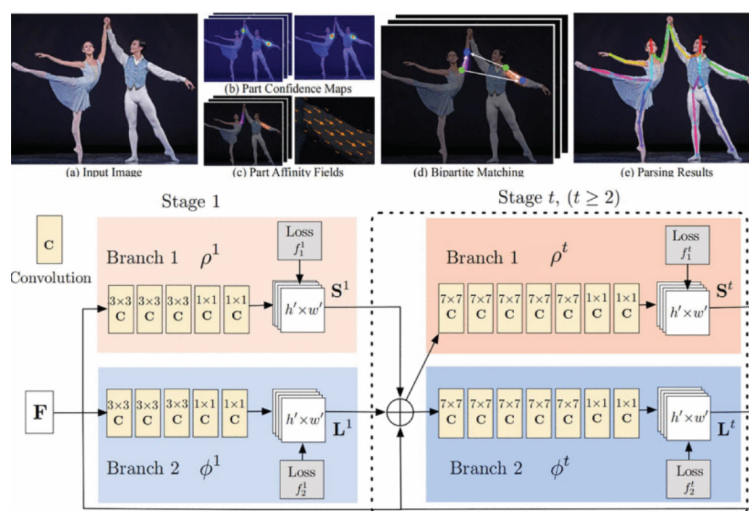 (b) Part Confidence Maps
(a) Input Image
(c) Part Affinity Fields
(d) Bipartite Matching
(e) Parsing Results
Stage 1
Stage t, (t ≥ 2)
C
Convolution
Branch 1 ρ¹
Loss
f₁¹
3×3 3×3 3×3 1×1 1×1
C C C C C
h′×w′
S¹
Branch 1 ρᵗ
Loss
f₁ᵗ
7×7 7×7 7×7 7×7 7×7 1×1 1×1
C C C C C C C
h′×w′
Sᵗ
F
3×3 3×3 3×3 1×1 1×1
C C C C C
h′×w′
L¹
Branch 2 ϕ¹
Loss
f₂¹
7×7 7×7 7×7 7×7 7×7 1×1 1×1
C C C C C C C
h′×w′
Lᵗ
Branch 2 ϕᵗ
Loss
f₂ᵗ